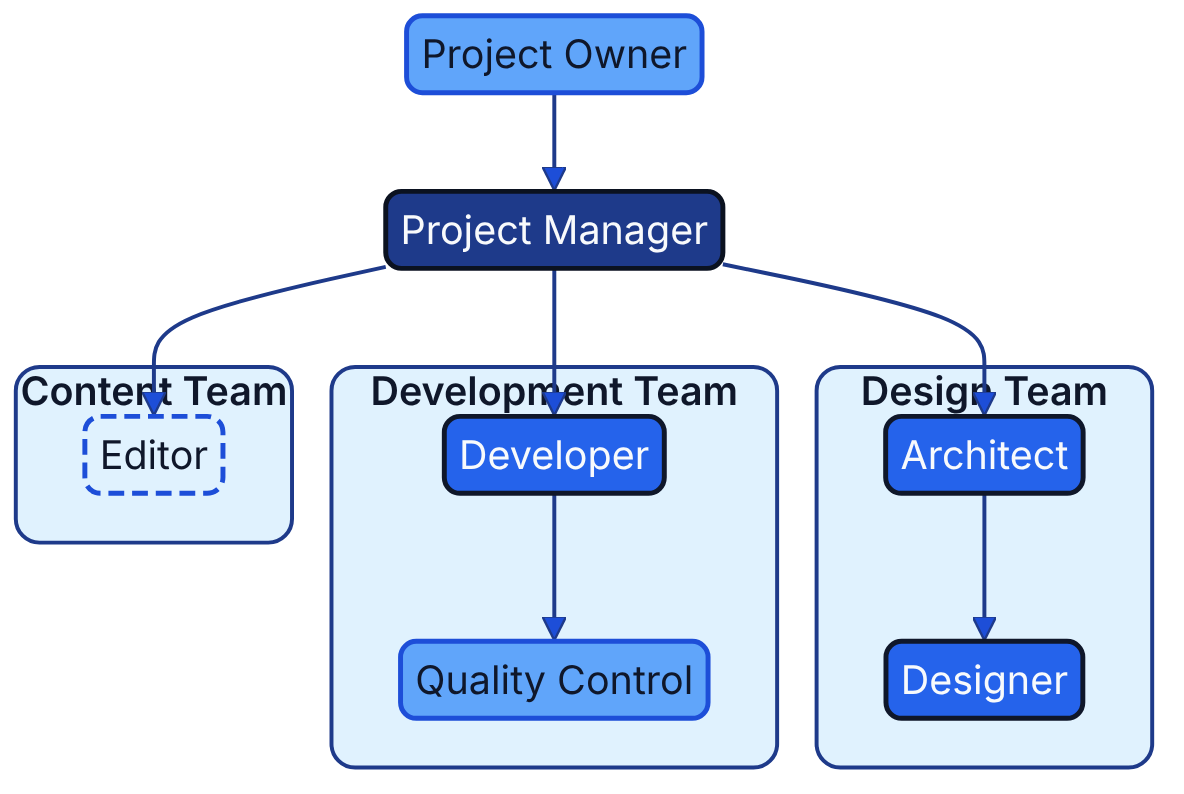 Project Owner
Project Manager
Content Team
Development Team
Design Team
Editor
Developer
Architect
Quality Control
Designer